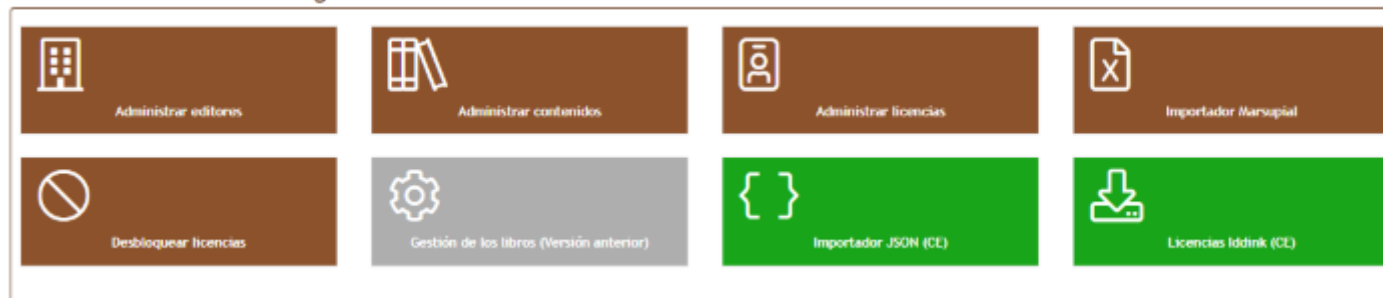 Administrar editores
Administrar contenidos
Administrar licencias
Importador Marsupial
Desbloquear licencias
Gestión de los libros (Versión anterior)
Importador JSON (CE)
Licencias Iddink (CE)